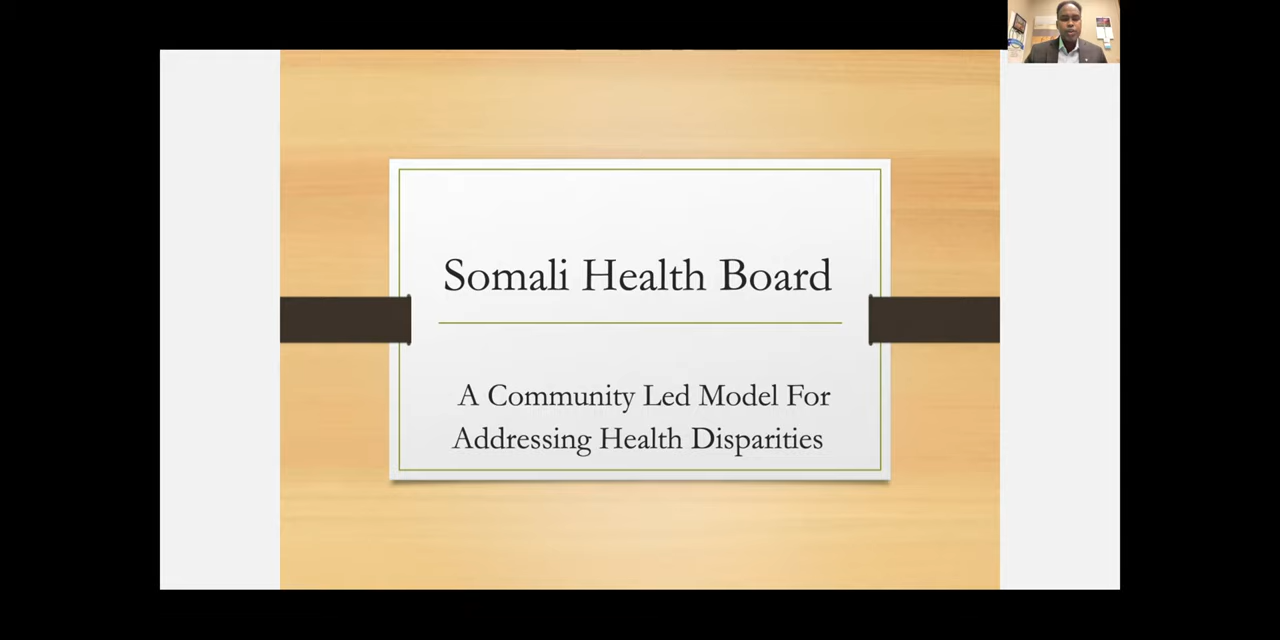 Somali Health Board
A Community Led Model For
Addressing Health Disparities